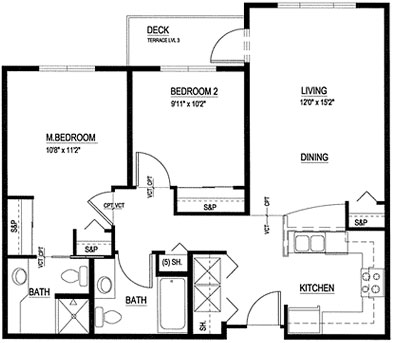 DECK
TERRACE LVL 3
LIVING
12'0 x 15'2
BEDROOM 2
9'11 x 10'2
M.BEDROOM
10'8 x 11'2
DINING
VCT CPT
CPT VCT
S&P
S&P
S&P
S&P
CPT
VCT
VCT CPT
(5) SH.
BATH
BATH
KITCHEN
SH.